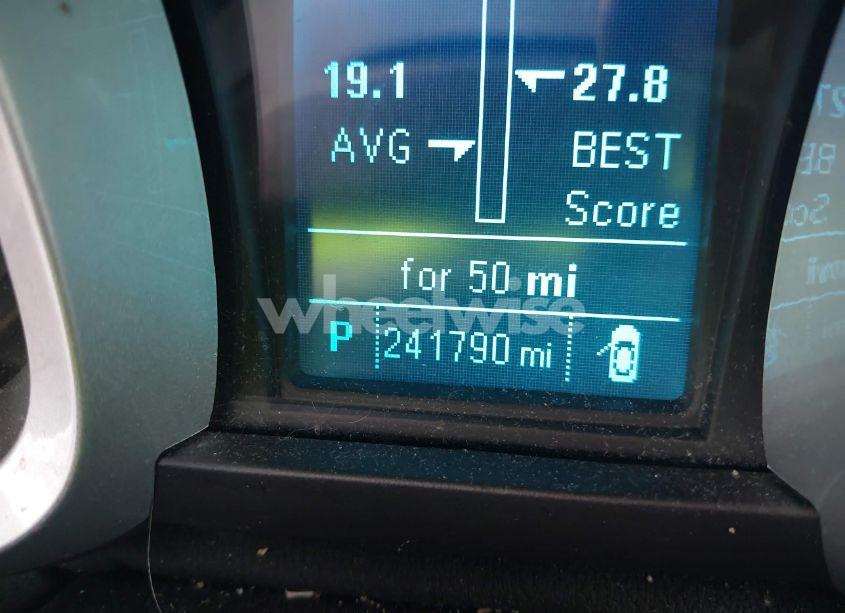 19.1
27.8
AVG
BEST
Score
for 50 mi
wheelwise
P 241790 mi